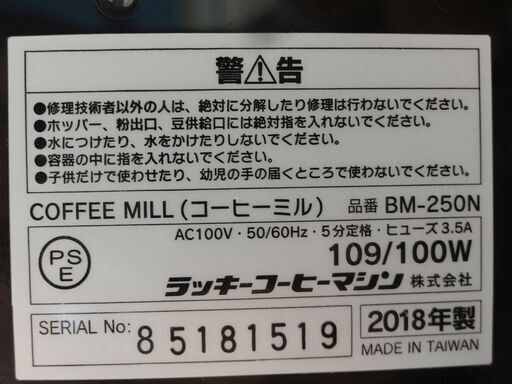 警⚠告
●修理技術者以外の人は、絶対に分解したり修理は行わないでください。
●ホッパー、粉出口、豆供給口には絶対指を入れないでください。
●水につけたり、水をかけたりしないでください。
●容器の中に指を入れないでください。
●子供だけで使わせたり、幼児の手の届くところで使わないでください。
COFFEE MILL(コーヒーミル) 品番 BM-250N
PS
E
AC100V・50/60Hz・5分定格・ヒューズ3.5A
109/100W
ラッキーコーヒーマシン 株式会社
SERIAL No: 85181519
2018年製
MADE IN TAIWAN